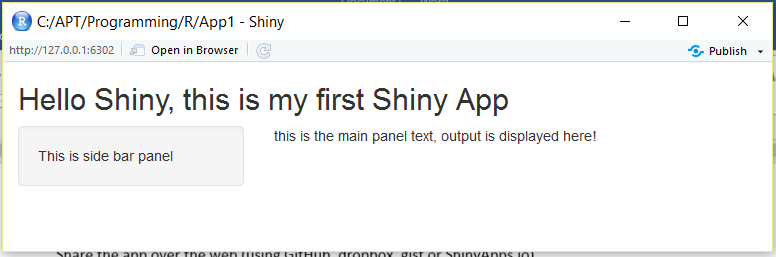 C:/APT/Programming/R/App1 - Shiny
http://127.0.0.1:6302 Open in Browser Publish
Hello Shiny, this is my first Shiny App
This is side bar panel
this is the main panel text, output is displayed here!
Share the app over the web (using GitHub, dropbox, gist or ShinyApps.io)